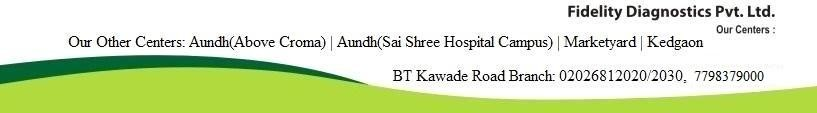 Fidelity Diagnostics Pvt. Ltd.
Our Centers :
Our Other Centers: Aundh(Above Croma) | Aundh(Sai Shree Hospital Campus) | Marketyard | Kedgaon
BT Kawade Road Branch: 02026812020/2030, 7798379000